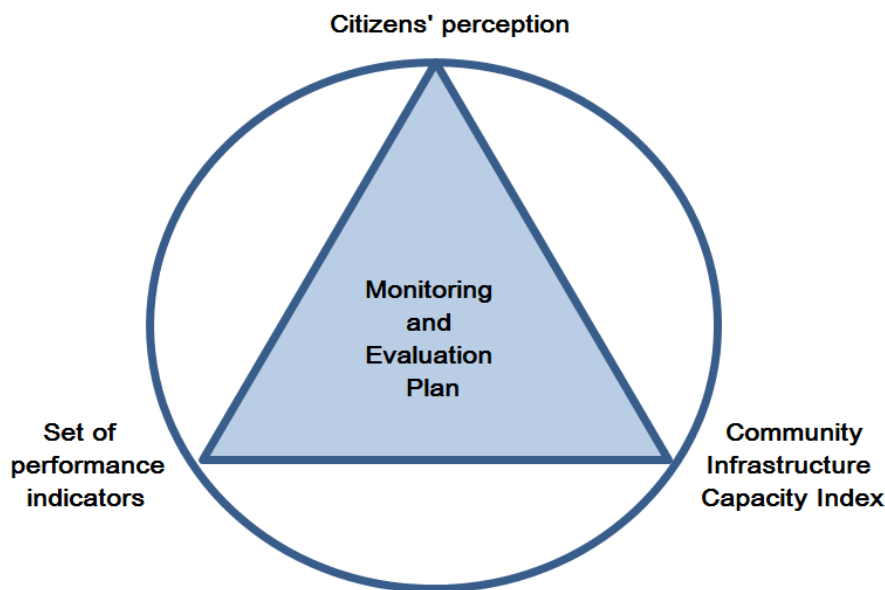 Citizens' perception
Monitoring
and
Evaluation
Plan
Set of
performance
indicators
Community
Infrastructure
Capacity Index